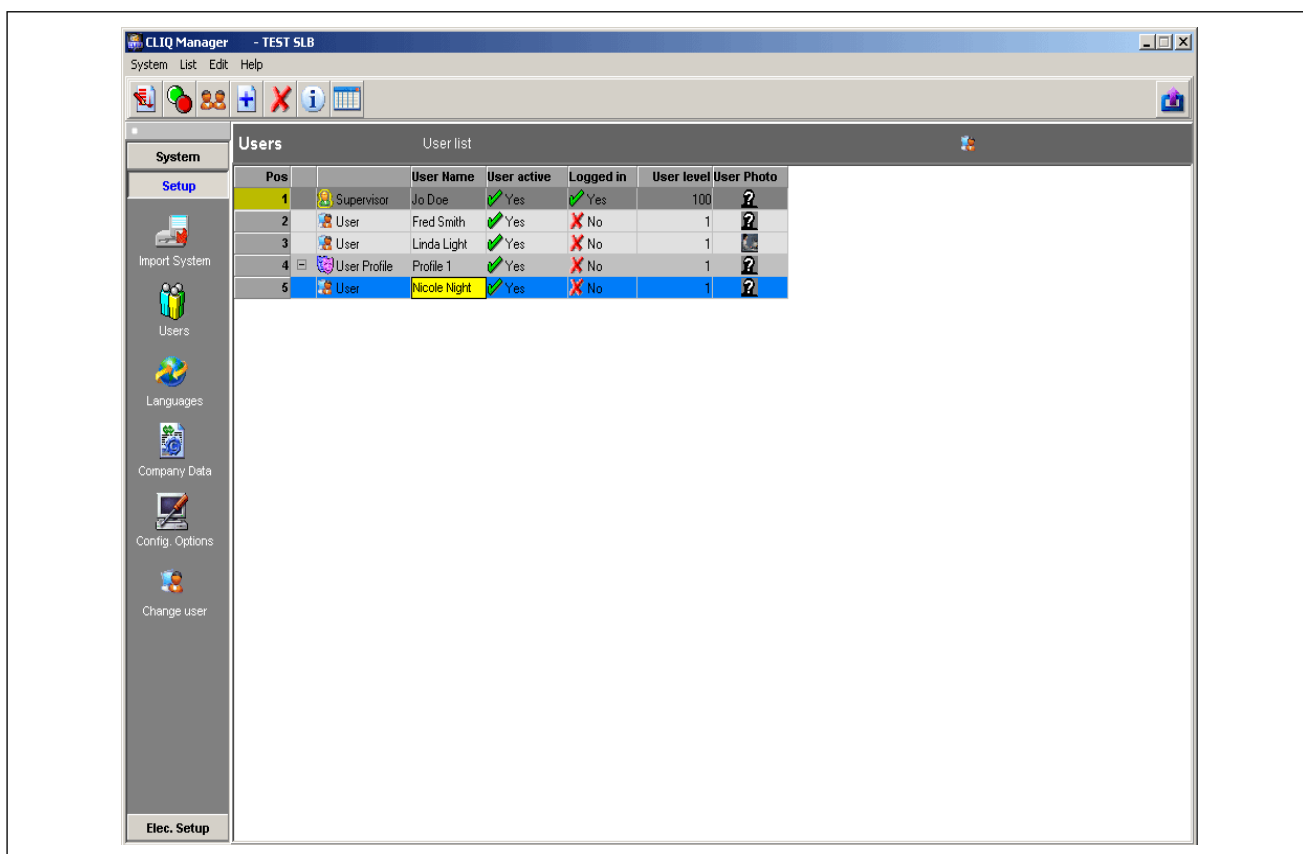 CLIQ Manager - TEST SLB
System List Edit Help
System
Setup
Import System
Users
Languages
Company Data
Config. Options
Change user
Elec. Setup
Users User list
Pos User Name User active Logged in User level User Photo
1 Supervisor Jo Doe Yes Yes 100
2 User Fred Smith Yes No 1
3 User Linda Light Yes No 1
4 User Profile Profile 1 Yes No 1
5 User Nicole Night Yes No 1